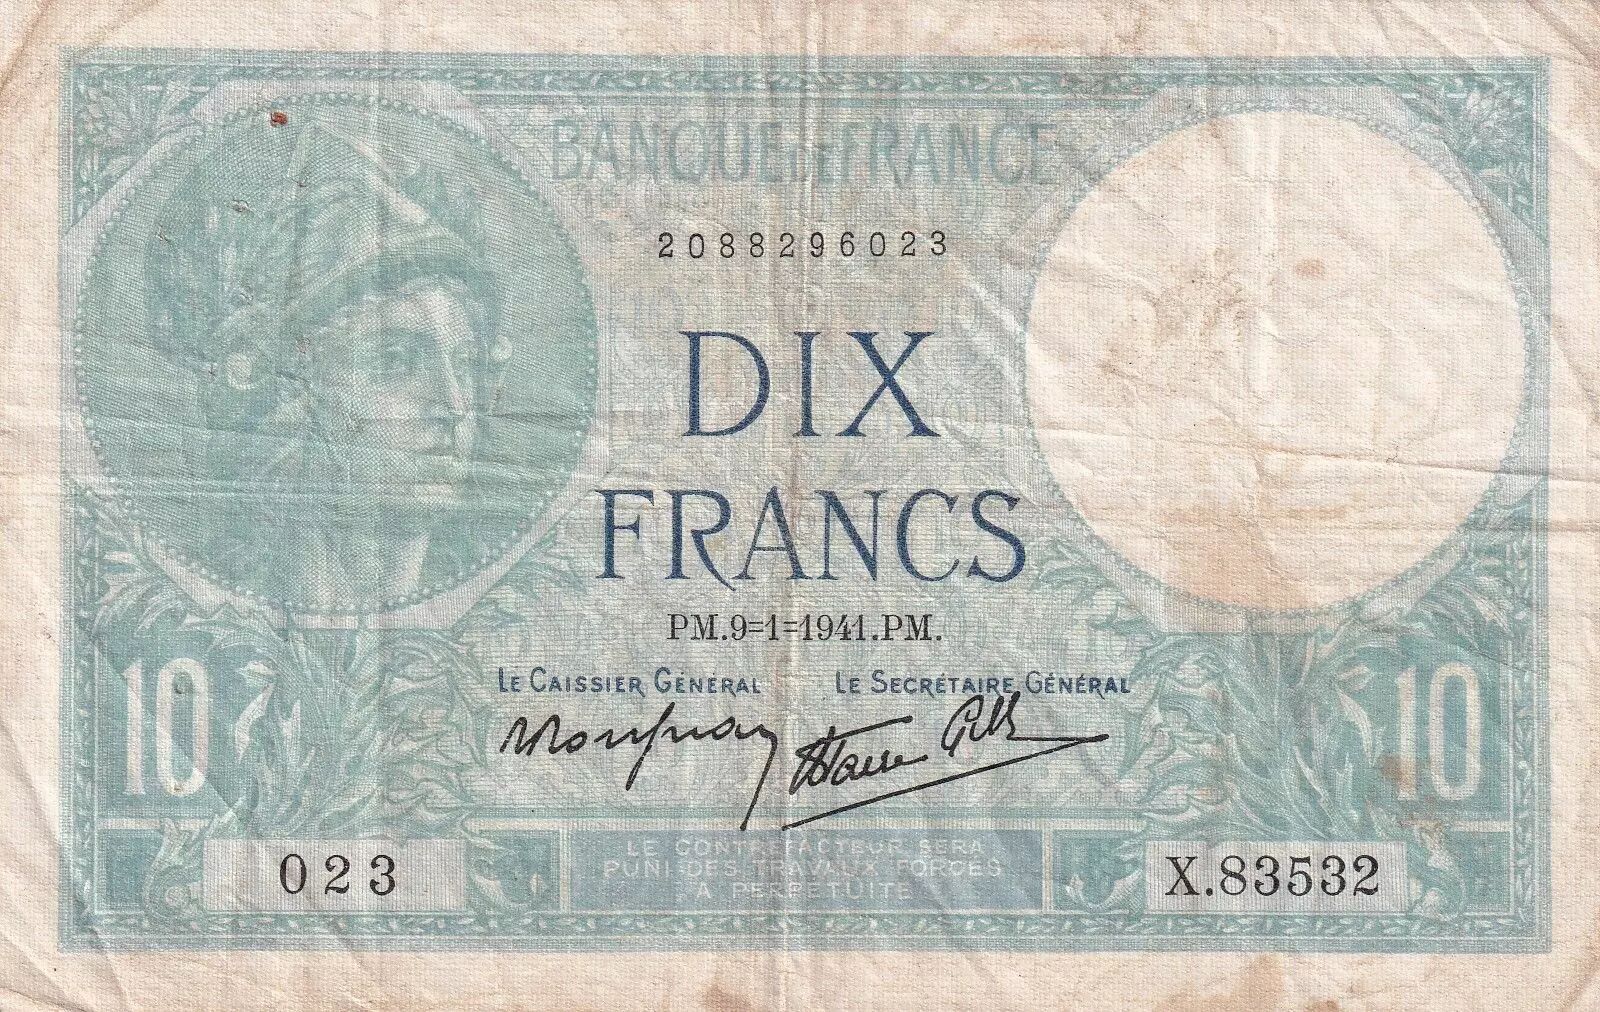 BANQUE DE FRANCE
2088296023
DIX
FRANCS
PM.9=1=1941.PM.
LE CAISSIER GÉNÉRAL LE SECRÉTAIRE GÉNÉRAL
10 10
LE CONTREFACTEUR SERA
PUNI DES TRAVAUX FORCÉS
A PERPÉTUITÉ
023 X.83532